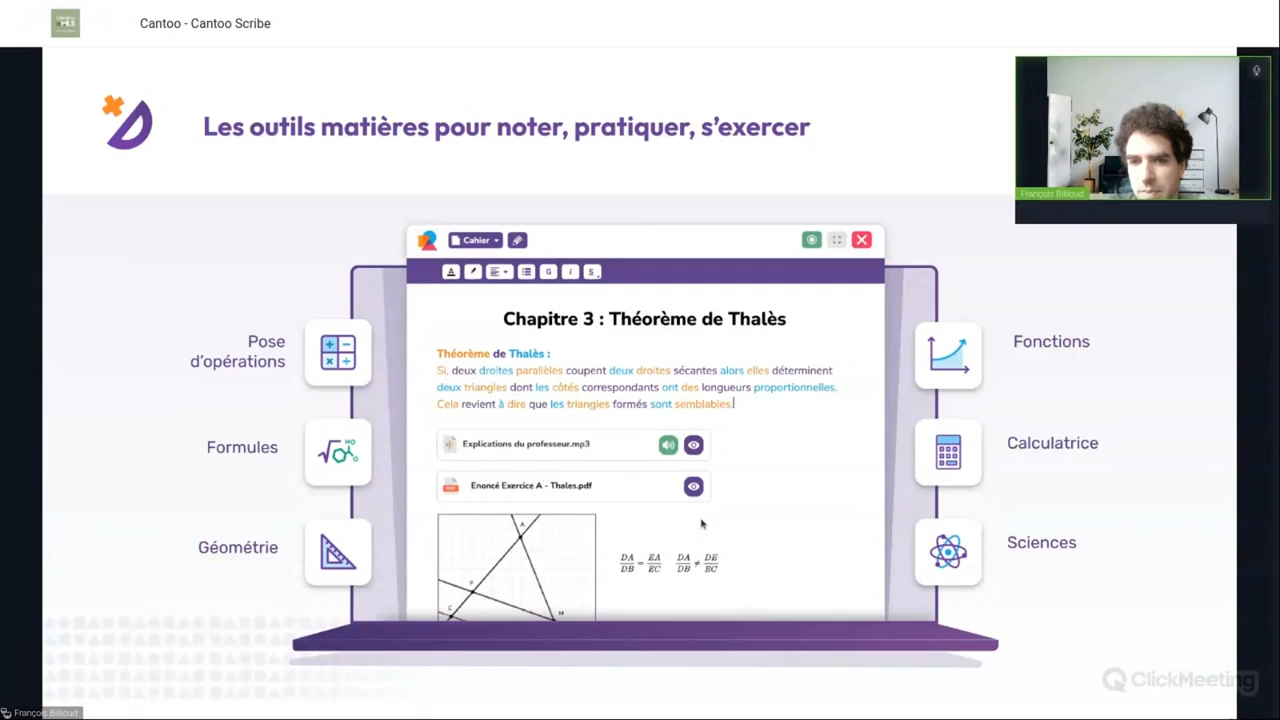 Cantoo - Cantoo Scribe
Les outils matières pour noter, pratiquer, s'exercer
François Billioud
Cahier
G
I
S
Chapitre 3 : Théorème de Thalès
Théorème de Thalès :
Si, deux droites parallèles coupent deux droites sécantes alors elles déterminent
deux triangles dont les côtés correspondants ont des longueurs proportionnelles.
Cela revient à dire que les triangles formés sont semblables.
Explications du professeur.mp3
Enoncé Exercice A - Thales.pdf
A
P
C
M
DA/DB = EA/EC DA/DB ≠ DE/BC
Pose
d'opérations
Formules
Géométrie
Fonctions
Calculatrice
Sciences
ClickMeeting
François Billioud